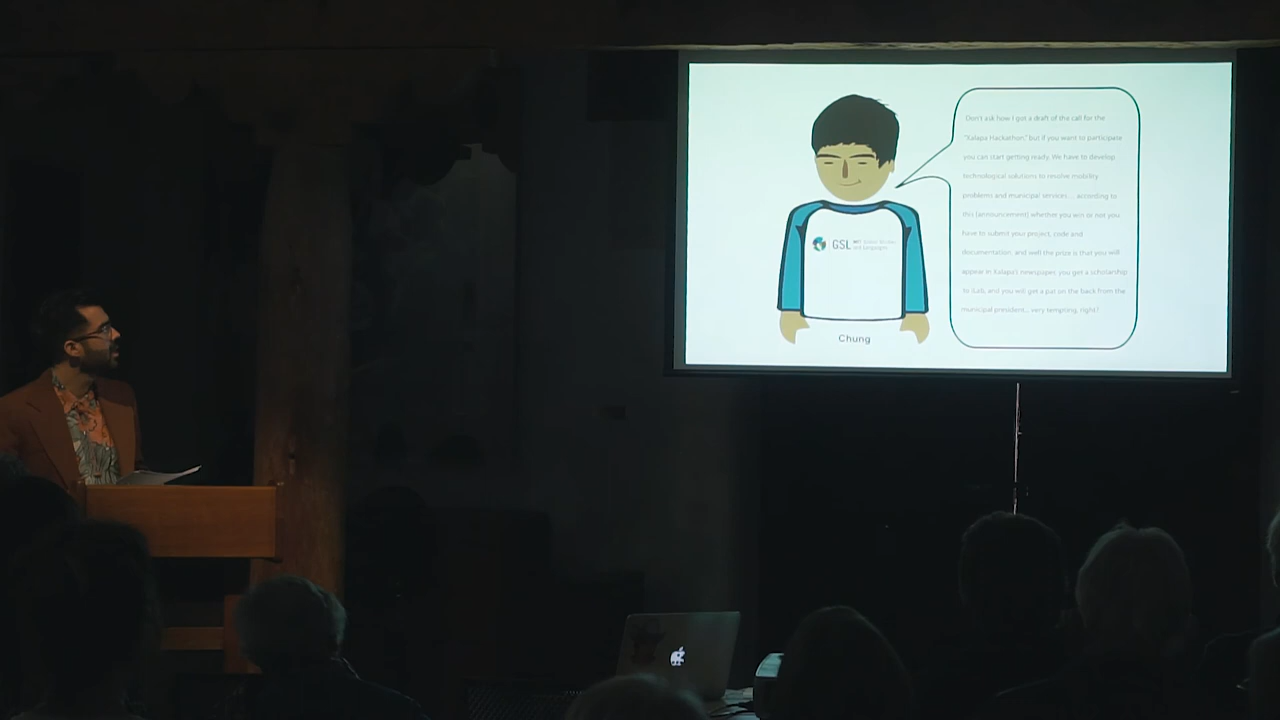 Don't ask how I got a draft of the call for the
"Xalapa Hackathon," but if you want to participate
you can start getting ready. We have to develop
technological solutions to resolve mobility
problems and municipal services... according to
this (announcement) whether you win or not you
have to submit your project, code and
documentation, and well the prize is that you will
appear in Xalapa's newspaper, you get a scholarship
to and you will get a pat on the back from the
municipal president... very tempting, right?
GSL
Chung